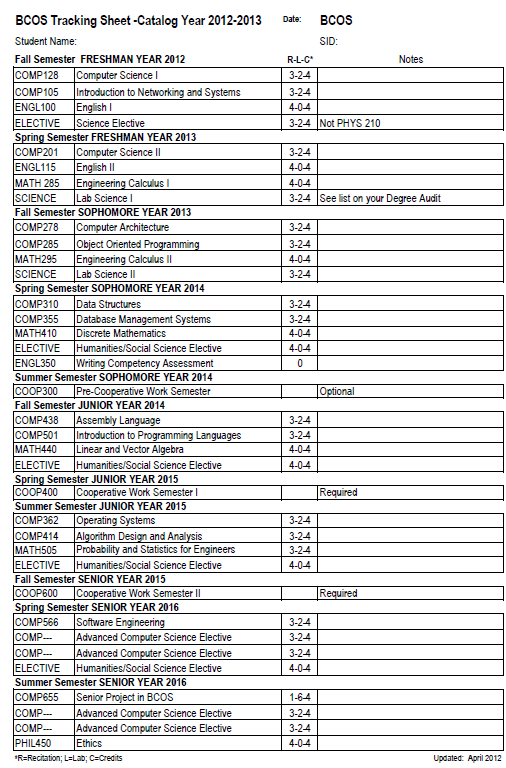 BCOS Tracking Sheet -Catalog Year 2012-2013 Date: BCOS
Student Name: SID:
Fall Semester FRESHMAN YEAR 2012 R-L-C* Notes
COMP128 Computer Science I 3-2-4
COMP105 Introduction to Networking and Systems 3-2-4
ENGL100 English I 4-0-4
ELECTIVE Science Elective 3-2-4 Not PHYS 210
Spring Semester FRESHMAN YEAR 2013
COMP201 Computer Science II 3-2-4
ENGL115 English II 4-0-4
MATH 285 Engineering Calculus I 4-0-4
SCIENCE Lab Science I 3-2-4 See list on your Degree Audit
Fall Semester SOPHOMORE YEAR 2013
COMP278 Computer Architecture 3-2-4
COMP285 Object Oriented Programming 3-2-4
MATH295 Engineering Calculus II 4-0-4
SCIENCE Lab Science II 3-2-4
Spring Semester SOPHOMORE YEAR 2014
COMP310 Data Structures 3-2-4
COMP355 Database Management Systems 3-2-4
MATH410 Discrete Mathematics 4-0-4
ELECTIVE Humanities/Social Science Elective 4-0-4
ENGL350 Writing Competency Assessment 0
Summer Semester SOPHOMORE YEAR 2014
COOP300 Pre-Cooperative Work Semester Optional
Fall Semester JUNIOR YEAR 2014
COMP438 Assembly Language 3-2-4
COMP501 Introduction to Programming Languages 3-2-4
MATH440 Linear and Vector Algebra 4-0-4
ELECTIVE Humanities/Social Science Elective 4-0-4
Spring Semester JUNIOR YEAR 2015
COOP400 Cooperative Work Semester I Required
Summer Semester JUNIOR YEAR 2015
COMP362 Operating Systems 3-2-4
COMP414 Algorithm Design and Analysis 3-2-4
MATH505 Probability and Statistics for Engineers 3-2-4
ELECTIVE Humanities/Social Science Elective 4-0-4
Fall Semester SENIOR YEAR 2015
COOP600 Cooperative Work Semester II Required
Spring Semester SENIOR YEAR 2016
COMP566 Software Engineering 3-2-4
COMP--- Advanced Computer Science Elective 3-2-4
COMP--- Advanced Computer Science Elective 3-2-4
ELECTIVE Humanities/Social Science Elective 4-0-4
Summer Semester SENIOR YEAR 2016
COMP655 Senior Project in BCOS 1-6-4
COMP--- Advanced Computer Science Elective 3-2-4
COMP--- Advanced Computer Science Elective 3-2-4
PHIL450 Ethics 4-0-4
*R=Recitation; L=Lab; C=Credits Updated: April 2012